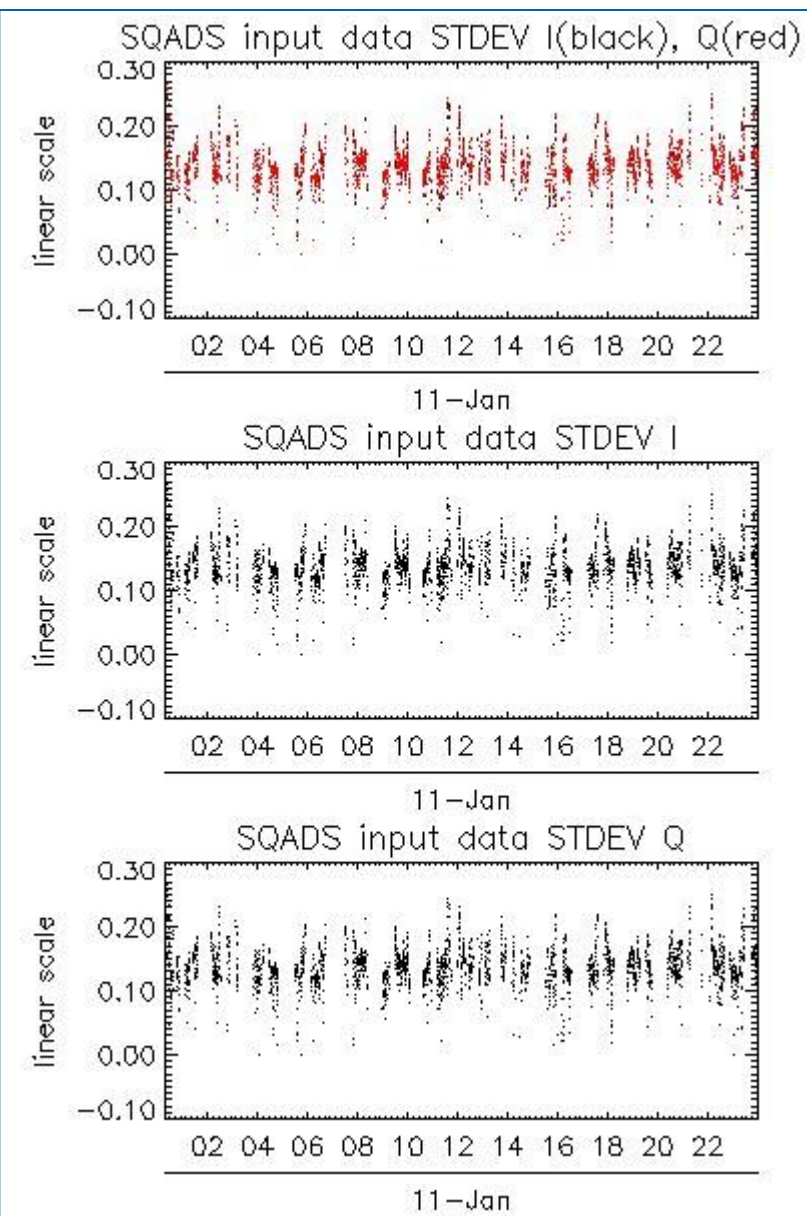 SQADS input data STDEV I(black), Q(red)
0.30
0.20
0.10
0.00
-0.10
linear scale
02 04 06 08 10 12 14 16 18 20 22
11-Jan
SQADS input data STDEV I
0.30
0.20
0.10
0.00
-0.10
linear scale
02 04 06 08 10 12 14 16 18 20 22
11-Jan
SQADS input data STDEV Q
0.30
0.20
0.10
0.00
-0.10
linear scale
02 04 06 08 10 12 14 16 18 20 22
11-Jan